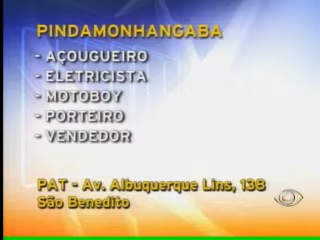 PINDAMONHANGABA
- AÇOUGUEIRO
- ELETRICISTA
- MOTOBOY
- PORTEIRO
- VENDEDOR
PAT - Av. Albuquerque Lins, 138
São Benedito